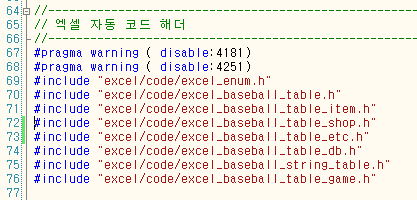 64 //------------------------------------------------
65 // 엑셀 자동 코드 해더
66 //------------------------------------------------
67 #pragma warning ( disable:4181)
68 #pragma warning ( disable:4251)
69 #include "excel/code/excel_enum.h"
70 #include "excel/code/excel_baseball_table.h"
71 #include "excel/code/excel_baseball_table_item.h"
72 #include "excel/code/excel_baseball_table_shop.h"
73 #include "excel/code/excel_baseball_table_etc.h"
74 #include "excel/code/excel_baseball_table_db.h"
75 #include "excel/code/excel_baseball_string_table.h"
76 #include "excel/code/excel_baseball_table_game.h"
77